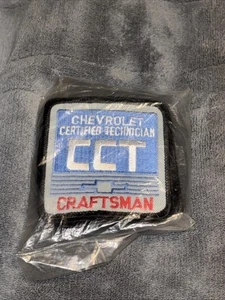 CHEVROLET
CERTIFIED TECHNICIAN
CCT
CRAFTSMAN